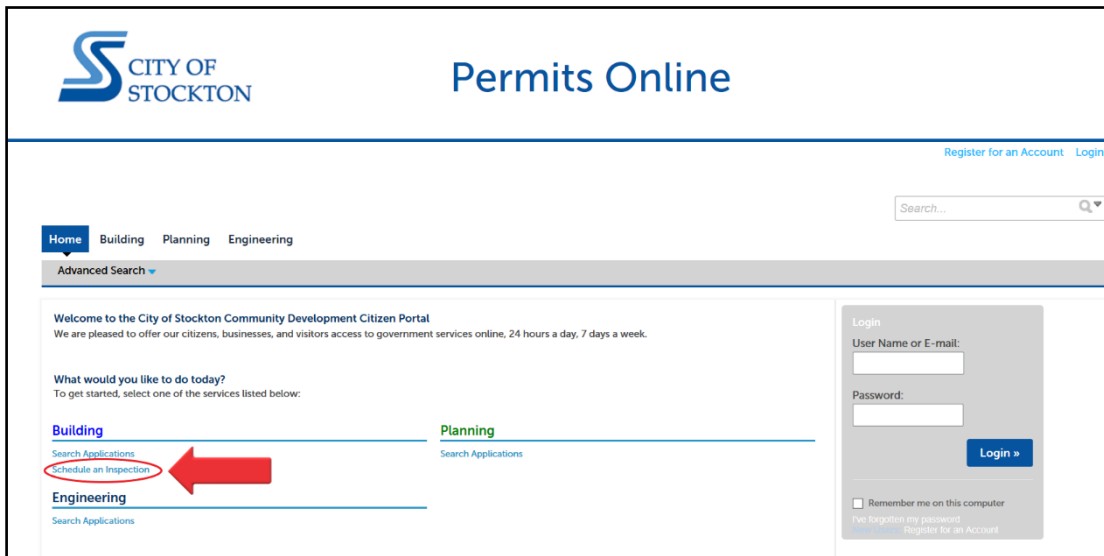 CITY OF
STOCKTON
Permits Online
Register for an Account Login
Search...
Home Building Planning Engineering
Advanced Search
Welcome to the City of Stockton Community Development Citizen Portal
We are pleased to offer our citizens, businesses, and visitors access to government services online, 24 hours a day, 7 days a week.
What would you like to do today?
To get started, select one of the services listed below:
Building
Search Applications
Schedule an Inspection
Engineering
Search Applications
Planning
Search Applications
Login
User Name or E-mail:
Password:
Login »
Remember me on this computer
I've forgotten my password
Register for an Account